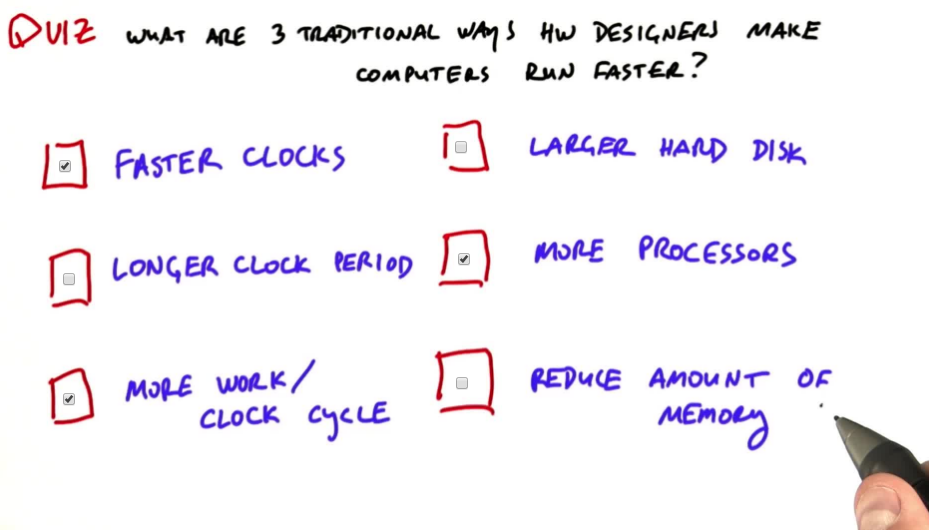 QUIZ WHAT ARE 3 TRADITIONAL WAYS HW DESIGNERS MAKE
COMPUTERS RUN FASTER?
FASTER CLOCKS
LARGER HARD DISK
LONGER CLOCK PERIOD
MORE PROCESSORS
MORE WORK/
CLOCK CYCLE
REDUCE AMOUNT OF
MEMORY